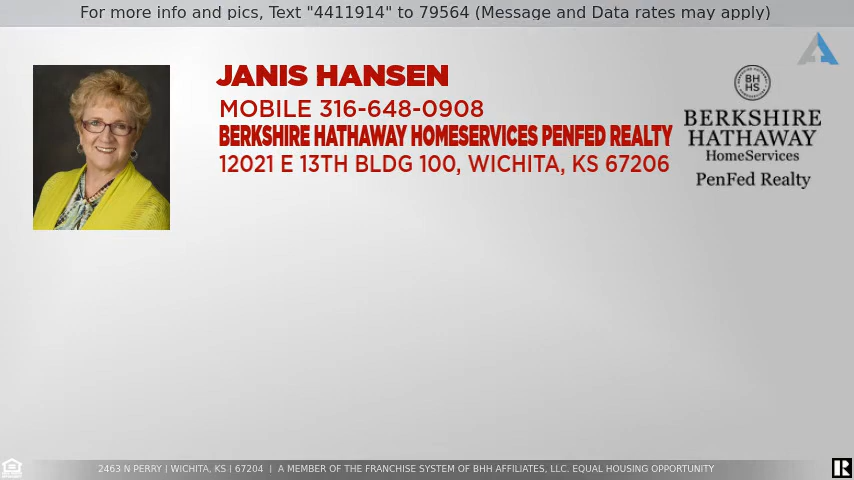 For more info and pics, Text "4411914" to 79564 (Message and Data rates may apply)
JANIS HANSEN
MOBILE 316-648-0908
BERKSHIRE HATHAWAY HOMESERVICES PENFED REALTY
12021 E 13TH BLDG 100, WICHITA, KS 67206
BH
HS
BERKSHIRE
HATHAWAY
HomeServices
PenFed Realty
2463 N PERRY | WICHITA, KS | 67204 | A MEMBER OF THE FRANCHISE SYSTEM OF BHH AFFILIATES, LLC. EQUAL HOUSING OPPORTUNITY